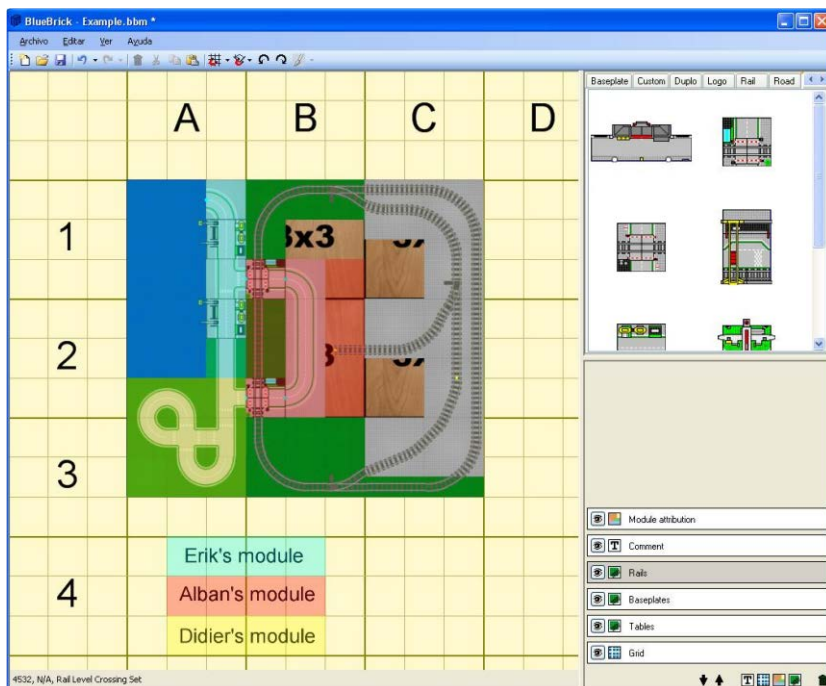 BlueBrick - Example.bbm *
Archivo Editar Ver Ayuda
Baseplate Custom Duplo Logo Rail Road
A B C D
1
3x3
2
3
4
Erik's module
Alban's module
Didier's module
Module attribution
Comment
Rails
Baseplates
Tables
Grid
4532, N/A, Rail Level Crossing Set